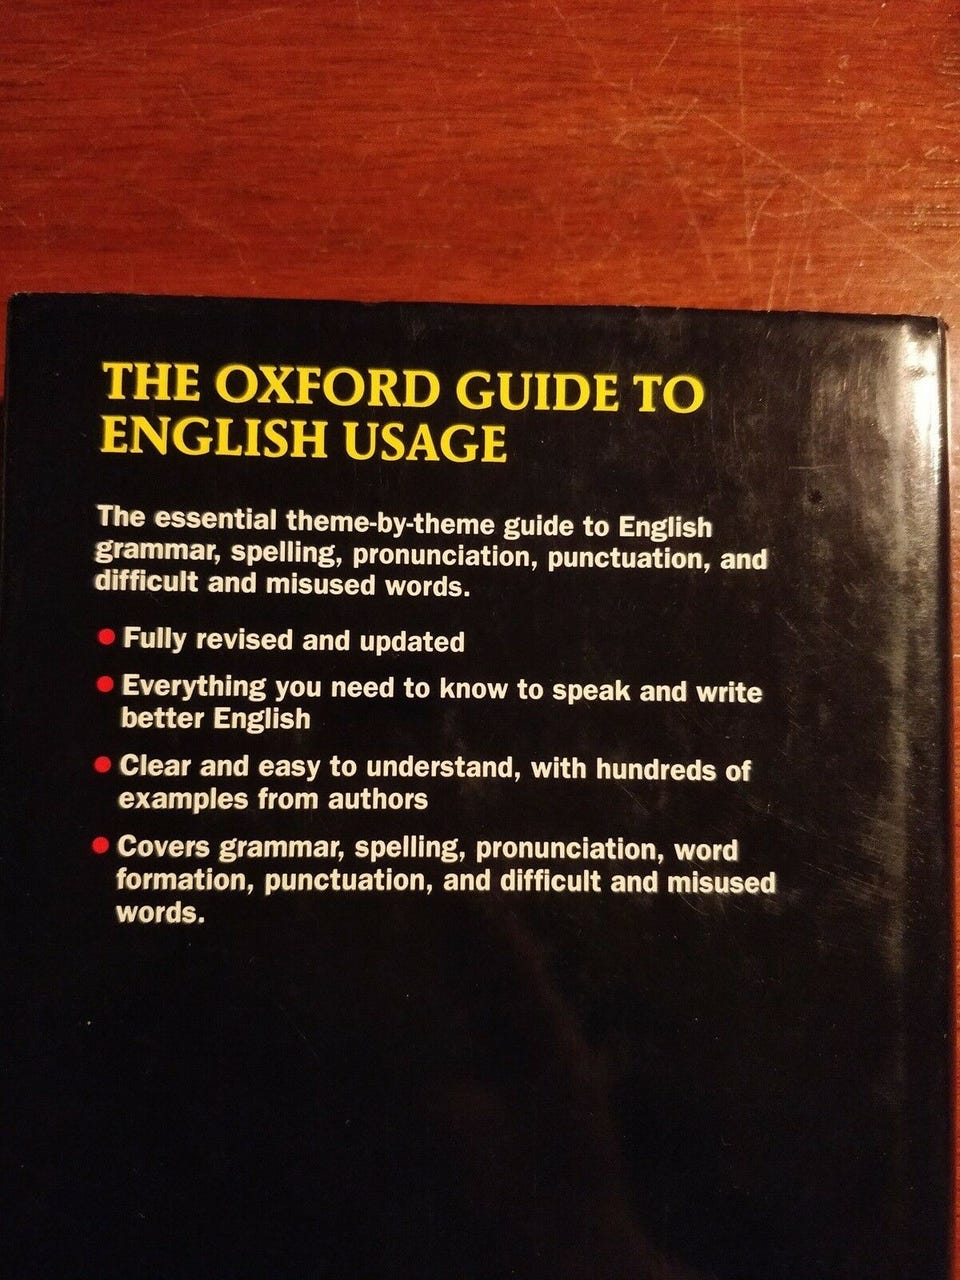 THE OXFORD GUIDE TO
ENGLISH USAGE
The essential theme-by-theme guide to English
grammar, spelling, pronunciation, punctuation, and
difficult and misused words.
● Fully revised and updated
● Everything you need to know to speak and write
better English
● Clear and easy to understand, with hundreds of
examples from authors
● Covers grammar, spelling, pronunciation, word
formation, punctuation, and difficult and misused
words.